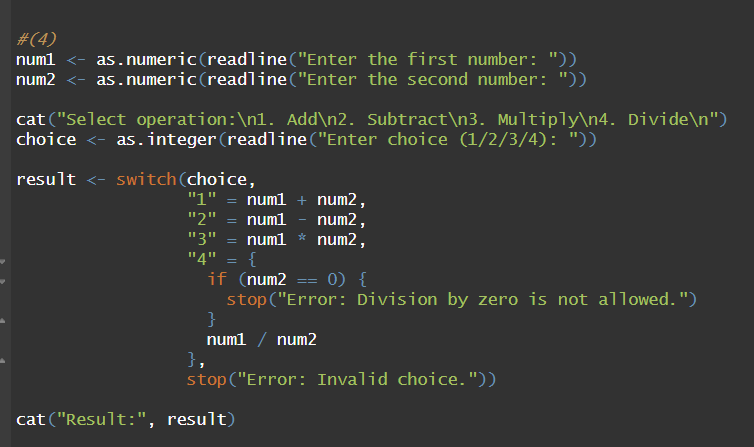 #(4)
num1 <- as.numeric(readline("Enter the first number: "))
num2 <- as.numeric(readline("Enter the second number: "))
cat("Select operation:\n1. Add\n2. Subtract\n3. Multiply\n4. Divide\n")
choice <- as.integer(readline("Enter choice (1/2/3/4): "))
result <- switch(choice,
"1" = num1 + num2,
"2" = num1 - num2,
"3" = num1 * num2,
"4" = {
if (num2 == 0) {
stop("Error: Division by zero is not allowed.")
}
num1 / num2
},
stop("Error: Invalid choice."))
cat("Result:", result)